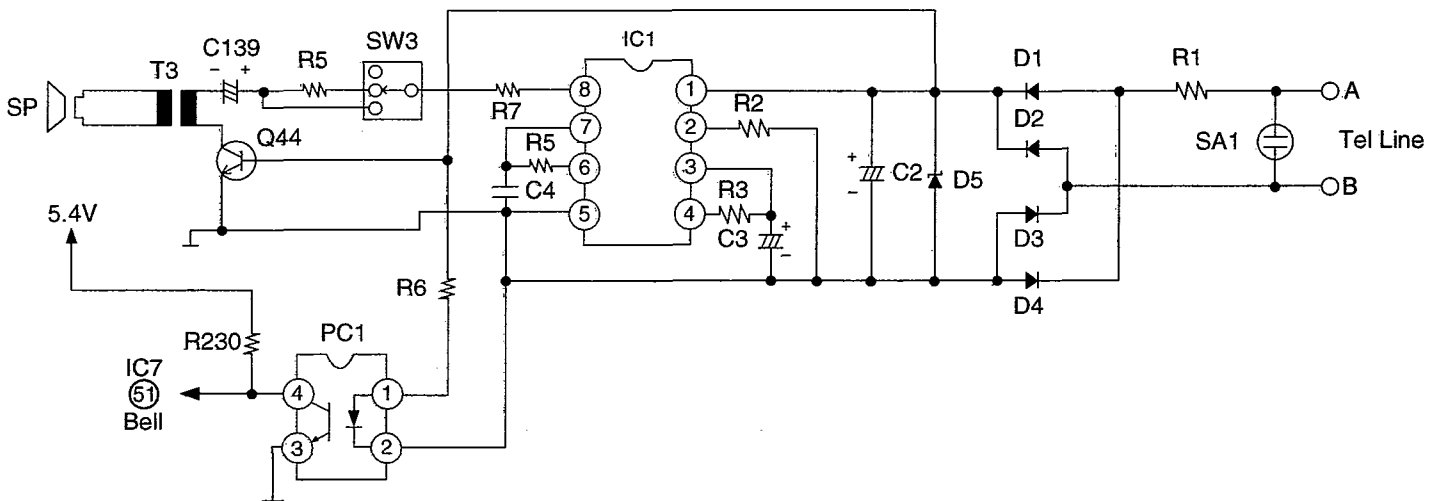 C139
- +
R5
SW3
IC1
T3
SP
R7
8
1
7
2
R5
6
3
C4
5
4
R2
R3
C3
+
-
+
-
C2
D5
D1
D2
D3
D4
R1
SA1
A
Tel Line
B
Q44
5.4V
R6
R230
PC1
IC7
51
Bell
4
1
3
2